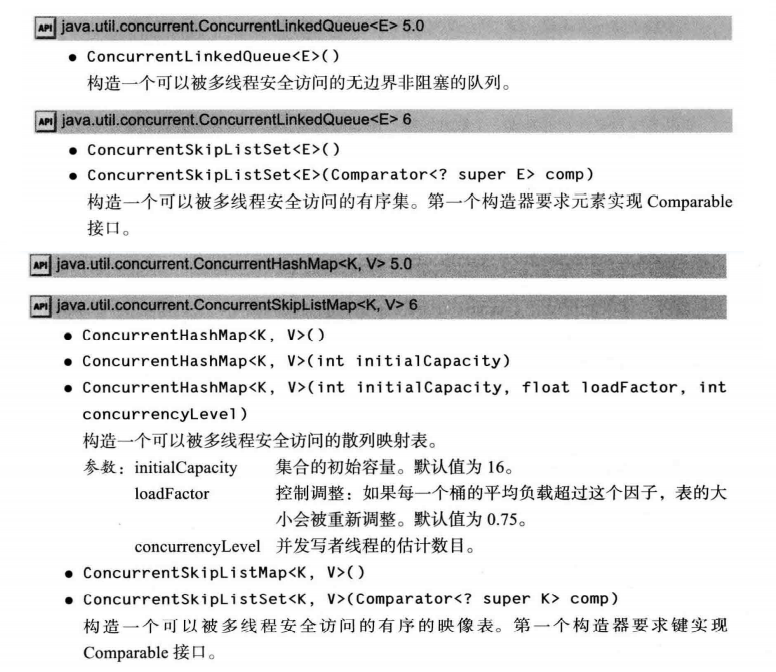 API java.util.concurrent.ConcurrentLinkedQueue<E> 5.0
● ConcurrentLinkedQueue<E>()
构造一个可以被多线程安全访问的无边界非阻塞的队列。
API java.util.concurrent.ConcurrentLinkedQueue<E> 6
● ConcurrentSkipListSet<E>()
● ConcurrentSkipListSet<E>(Comparator<? super E> comp)
构造一个可以被多线程安全访问的有序集。第一个构造器要求元素实现 Comparable
接口。
API java.util.concurrent.ConcurrentHashMap<K, V> 5.0
API java.util.concurrent.ConcurrentSkipListMap<K, V> 6
● ConcurrentHashMap<K, V>()
● ConcurrentHashMap<K, V>(int initialCapacity)
● ConcurrentHashMap<K, V>(int initialCapacity, float loadFactor, int
concurrencyLevel)
构造一个可以被多线程安全访问的散列映射表。
参数：initialCapacity 集合的初始容量。默认值为 16。
loadFactor 控制调整：如果每一个桶的平均负载超过这个因子，表的大
小会被重新调整。默认值为 0.75。
concurrencyLevel 并发写者线程的估计数目。
● ConcurrentSkipListMap<K, V>()
● ConcurrentSkipListSet<K, V>(Comparator<? super K> comp)
构造一个可以被多线程安全访问的有序的映像表。第一个构造器要求键实现
Comparable 接口。